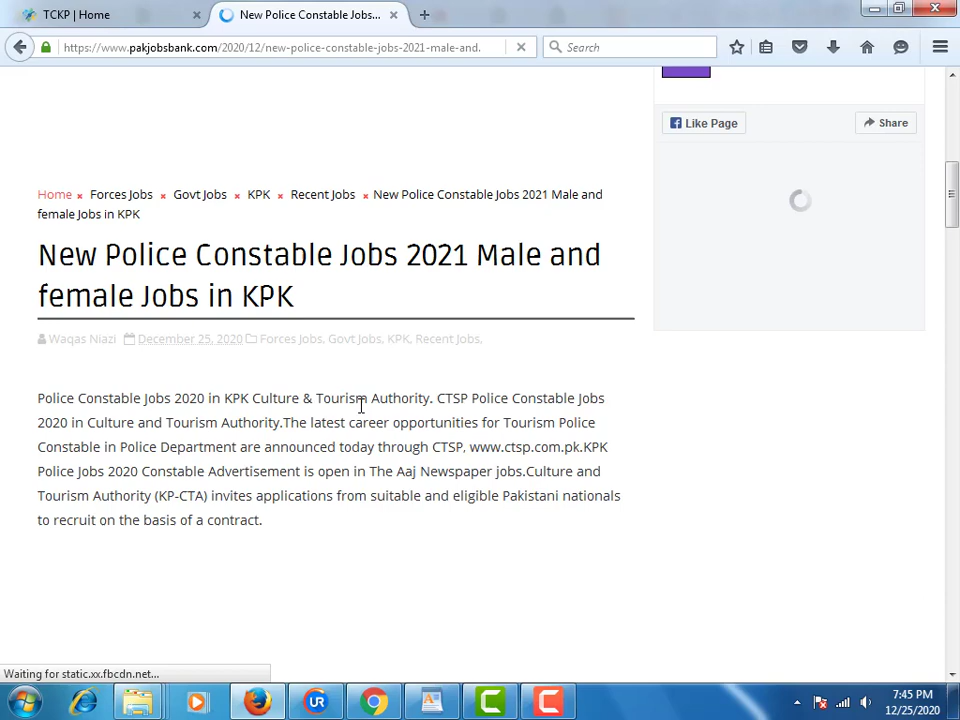 TCKP | Home
New Police Constable Jobs...
https://www.pakjobsbank.com/2020/12/new-police-constable-jobs-2021-male-and.
Search
Like Page
Share
Home × Forces Jobs × Govt Jobs × KPK × Recent Jobs × New Police Constable Jobs 2021 Male and
female Jobs in KPK
New Police Constable Jobs 2021 Male and
female Jobs in KPK
Waqas Niazi December 25, 2020 Forces Jobs, Govt Jobs, KPK, Recent Jobs,
Police Constable Jobs 2020 in KPK Culture & Tourism Authority. CTSP Police Constable Jobs
2020 in Culture and Tourism Authority.The latest career opportunities for Tourism Police
Constable in Police Department are announced today through CTSP, www.ctsp.com.pk.KPK
Police Jobs 2020 Constable Advertisement is open in The Aaj Newspaper jobs.Culture and
Tourism Authority (KP-CTA) invites applications from suitable and eligible Pakistani nationals
to recruit on the basis of a contract.
Waiting for static.xx.fbcdn.net...
UR
7:45 PM
12/25/2020